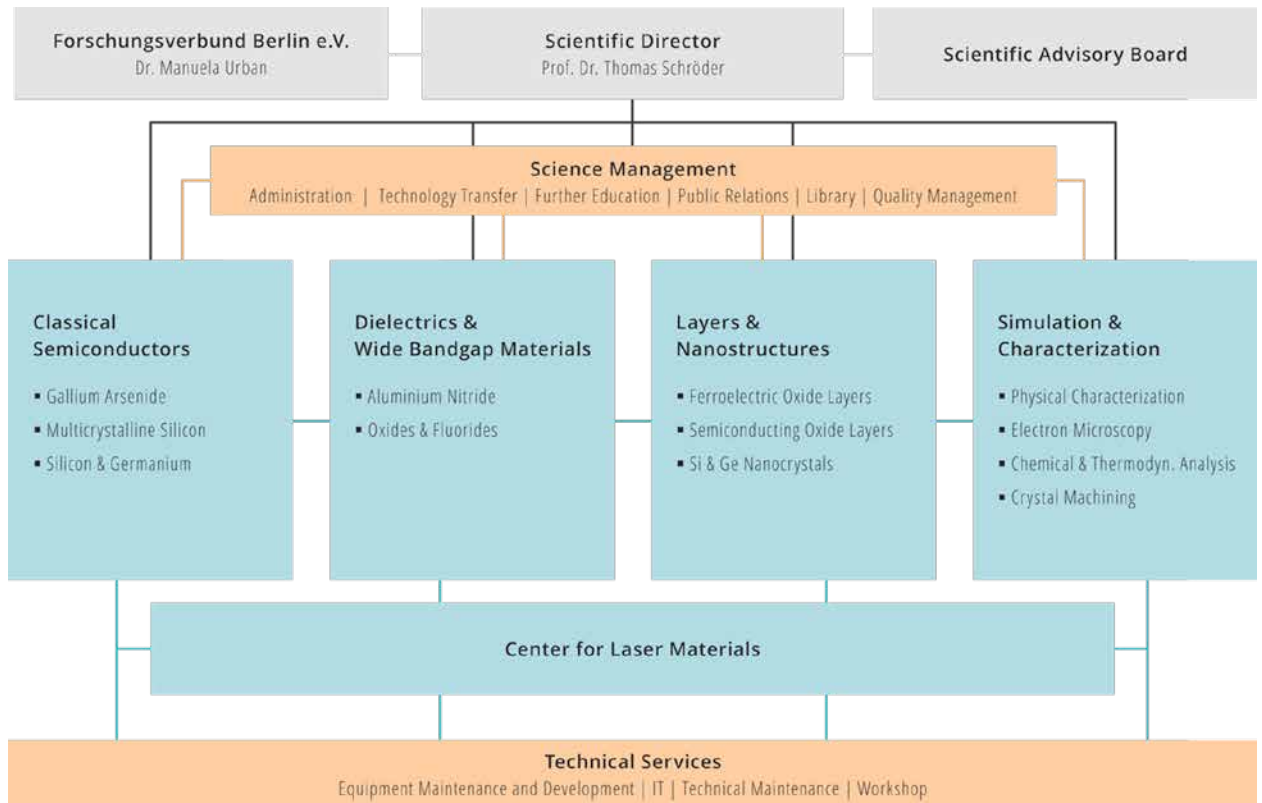 Forschungsverbund Berlin e.V.
Dr. Manuela Urban
Scientific Director
Prof. Dr. Thomas Schröder
Scientific Advisory Board
Science Management
Administration | Technology Transfer | Further Education | Public Relations | Library | Quality Management
Classical
Semiconductors
▪ Gallium Arsenide
▪ Multicrystalline Silicon
▪ Silicon & Germanium
Dielectrics &
Wide Bandgap Materials
▪ Aluminium Nitride
▪ Oxides & Fluorides
Layers &
Nanostructures
▪ Ferroelectric Oxide Layers
▪ Semiconducting Oxide Layers
▪ Si & Ge Nanocrystals
Simulation &
Characterization
▪ Physical Characterization
▪ Electron Microscopy
▪ Chemical & Thermodyn. Analysis
▪ Crystal Machining
Center for Laser Materials
Technical Services
Equipment Maintenance and Development | IT | Technical Maintenance | Workshop